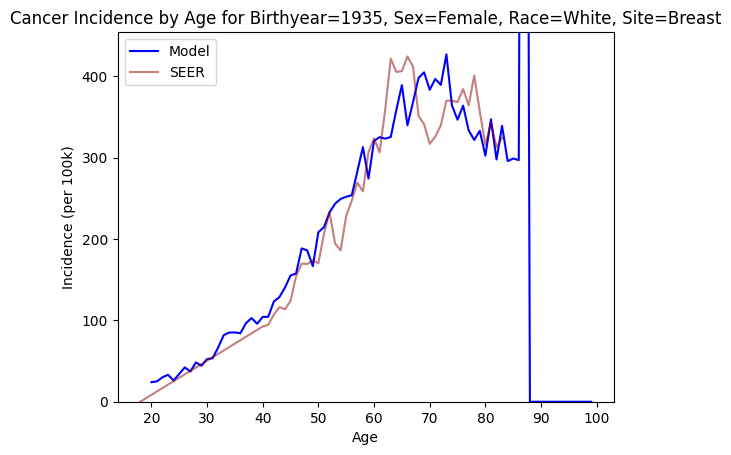 Cancer Incidence by Age for Birthyear=1935, Sex=Female, Race=White, Site=Breast
Model
SEER
400
300
200
100
0
Incidence (per 100k)
20 30 40 50 60 70 80 90 100
Age